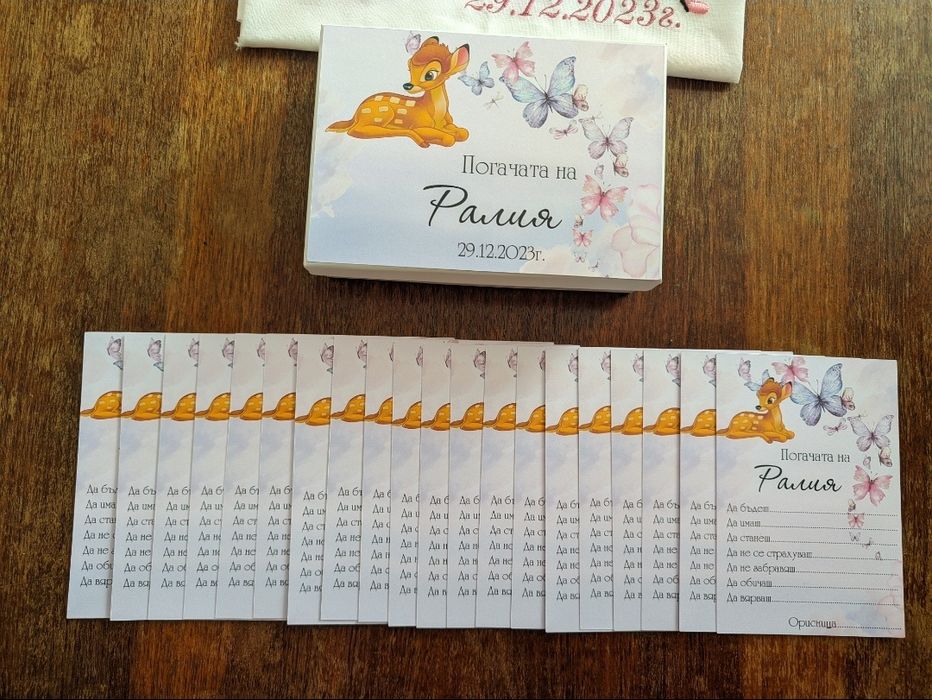 29.12.2023г.
Погачата на
Ралия
29.12.2023г.
Погачата на
Ралия
Да бъдеш
Да имаш
Да станеш
Да не се страхуваш
Да не забравяш
Да обичаш
Да вярваш
Орисница